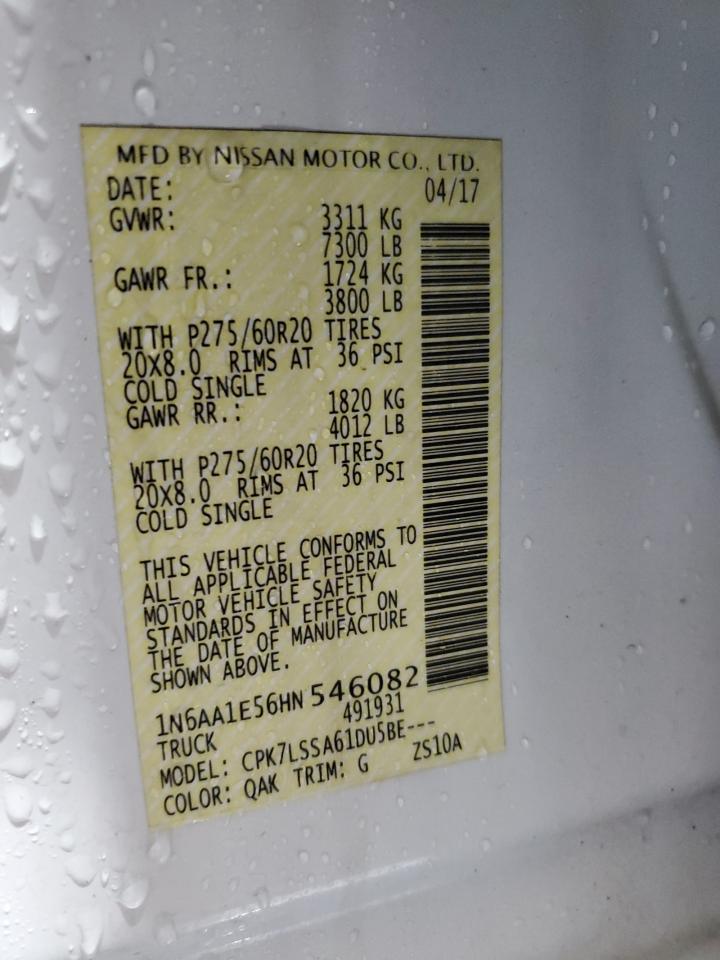 MFD BY NISSAN MOTOR CO., LTD.
DATE: 04/17
GVWR: 3311 KG
7300 LB
GAWR FR.: 1724 KG
3800 LB
WITH P275/60R20 TIRES
20X8.0 RIMS AT 36 PSI
COLD SINGLE
GAWR RR.: 1820 KG
4012 LB
WITH P275/60R20 TIRES
20X8.0 RIMS AT 36 PSI
COLD SINGLE
THIS VEHICLE CONFORMS TO
ALL APPLICABLE FEDERAL
MOTOR VEHICLE SAFETY
STANDARDS IN EFFECT ON
THE DATE OF MANUFACTURE
SHOWN ABOVE.
1N6AA1E56HN 546082
TRUCK 491931
MODEL: CPK7LSSA61DU5BE---
COLOR: QAK TRIM: G ZS10A